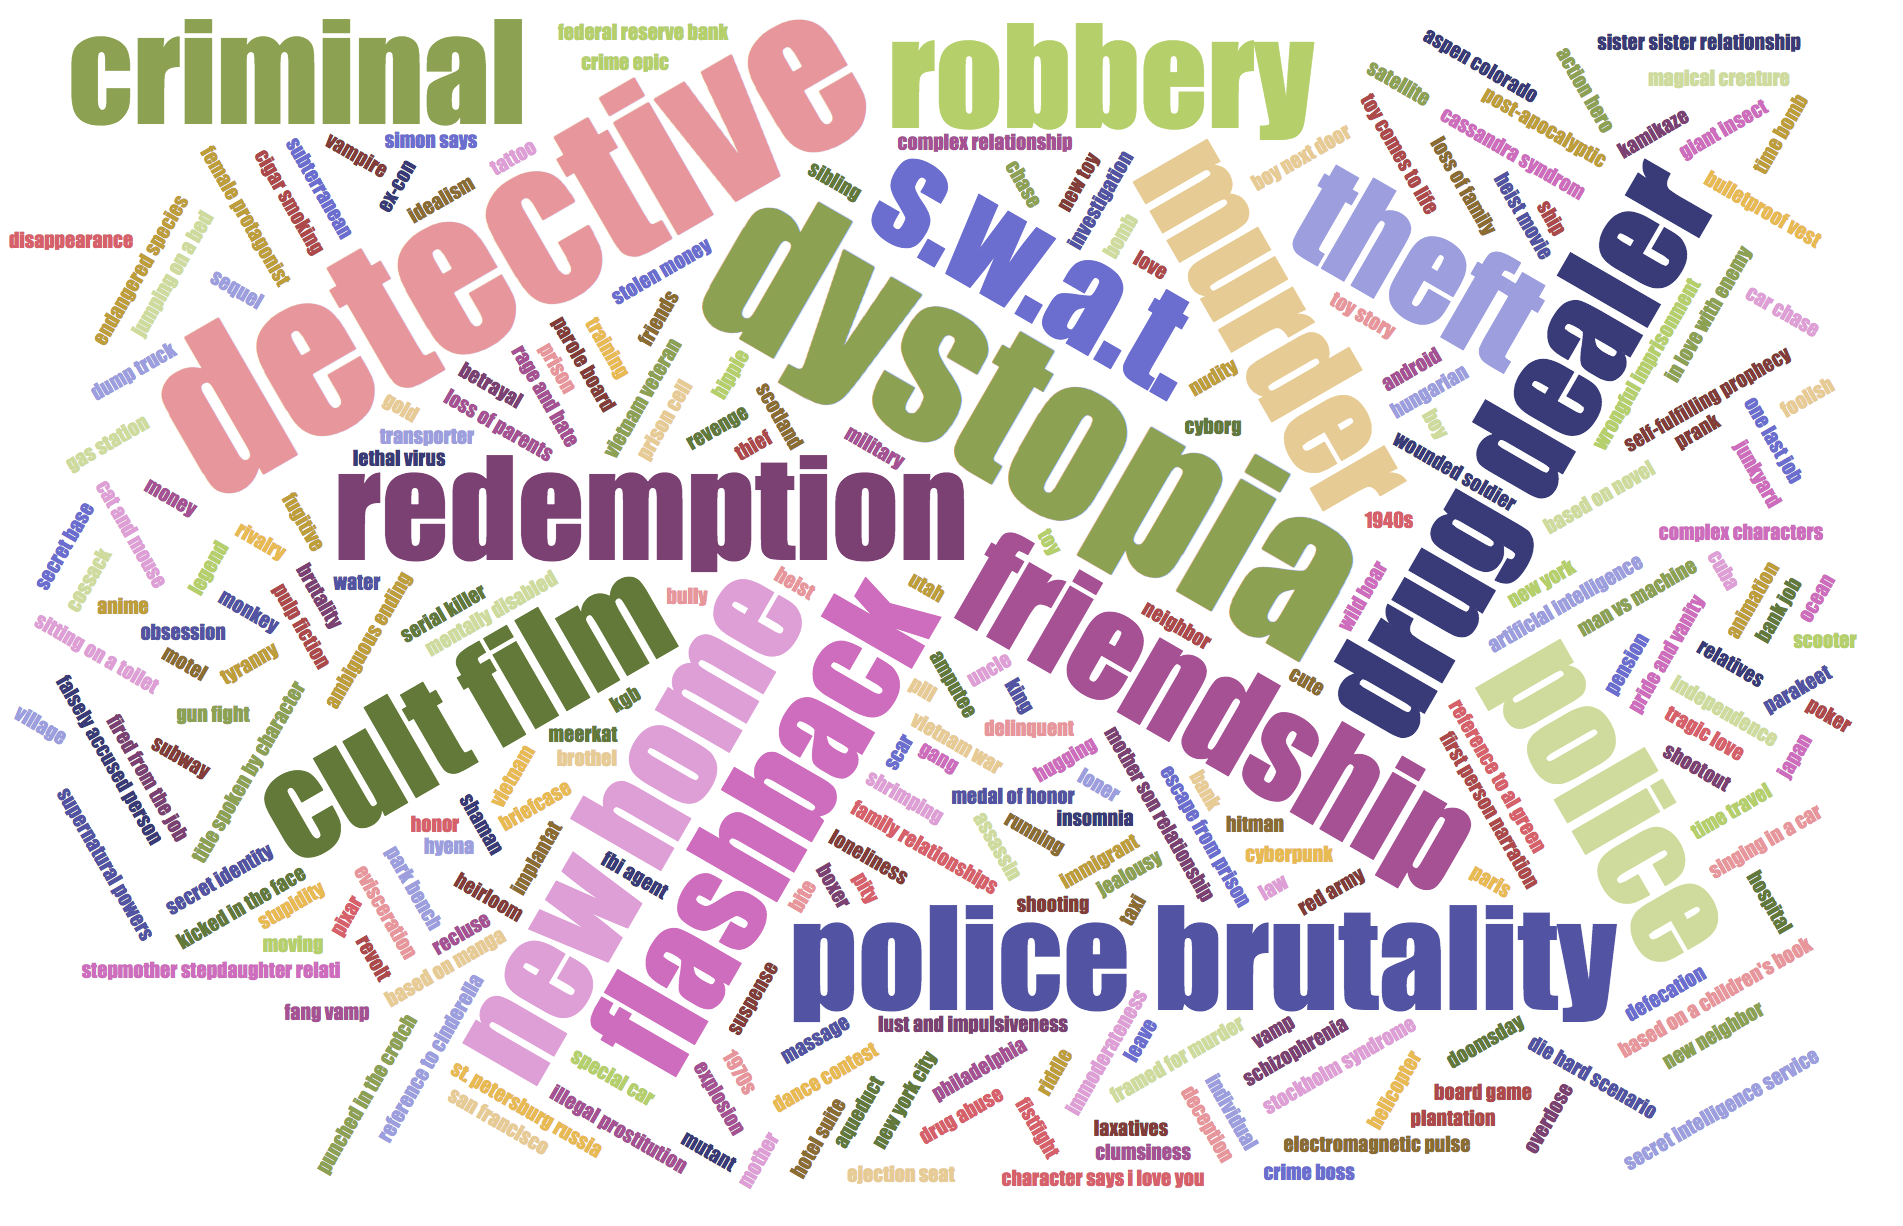 criminal
federal reserve bank
crime epic
detective
robbery
aspen colorado
sister sister relationship
action hero
magical creature
satellite
post-apocalyptic
toy comes to life
cassandra syndrom
kamikaze
giant insect
time bomb
simon says
vampire
subterranean
cigar smoking
female protagonist
ex-con
idealism
tattoo
complex relationship
sibling
chase
new toy
investigation
s.w.a.t.
murder
boy next door
theft
loss of family
heist movie
ship
drug dealer
bulletproof vest
disappearance
endangered species
jumping on a bed
sequel
stolen money
dystopia
bomb
love
toy story
wrongful imprisonment
in love with enemy
car chase
dump truck
betrayal
rage and hate
prison
parole board
training
friends
vietnam veteran
hippie
nudity
android
hungarian
boy
self-fulfilling prophecy
prank
foolish
one last job
junkyard
gas station
gold
transporter
lethal virus
loss of parents
prison cell
revenge
scotland
thief
military
cyborg
wounded soldier
based on novel
money
cat and mouse
secret base
cossack
fugitive
rivalry
legend
redemption
toy
1940s
complex characters
cuba
brutality
water
monkey
anime
obsession
pulp fiction
ambiguous ending
serial killer
mentally disabled
cult film
bully
heist
utah
friendship
neighbor
wild boar
new york
artificial intelligence
man vs machine
animation
bank job
ocean
scooter
sitting on a toilet
motel
tyranny
new home
flashback
uncle
amputee
pig
king
cute
police
pension
pride and vanity
relatives
independence
parakeet
poker
village
falsely accused person
fired from the job
subway
gun fight
title spoken by character
kgb
meerkat
brothel
vietnam
vietnam war
delinquent
scar
gang
hugging
loner
mother son relationship
escape from prison
bank
reference to al green
first person narration
tragic love
shootout
japan
supernatural powers
honor
hyena
shaman
briefcase
shrimping
medal of honor
insomnia
hitman
cyberpunk
time travel
singing in a car
secret identity
kicked in the face
stupidity
park bench
evisceration
pixar
heirloom
implantat
fbi agent
family relationships
loneliness
boxer
pity
bite
assassin
running
immigrant
jealousy
shooting
taxi
law
red army
paris
hospital
moving
revolt
recluse
based on manga
stepmother stepdaughter relati
fang vamp
police brutality
suspense
massage
lust and impulsiveness
defecation
based on a children's book
new neighbor
punched in the crotch
reference to cinderella
st. petersburg russia
san francisco
special car
illegal prostitution
explosion
1970s
dance contest
aqueduct
hotel suite
new york city
philadelphia
riddle
immoderateness
leave
framed for murder
vamp
schizophrenia
stockholm syndrome
helicopter
doomsday
die hard scenario
secret intelligence service
mutant
mother
drug abuse
fistfight
laxatives
clumsiness
deception
individual
board game
plantation
electromagnetic pulse
overdose
ejection seat
character says i love you
crime boss